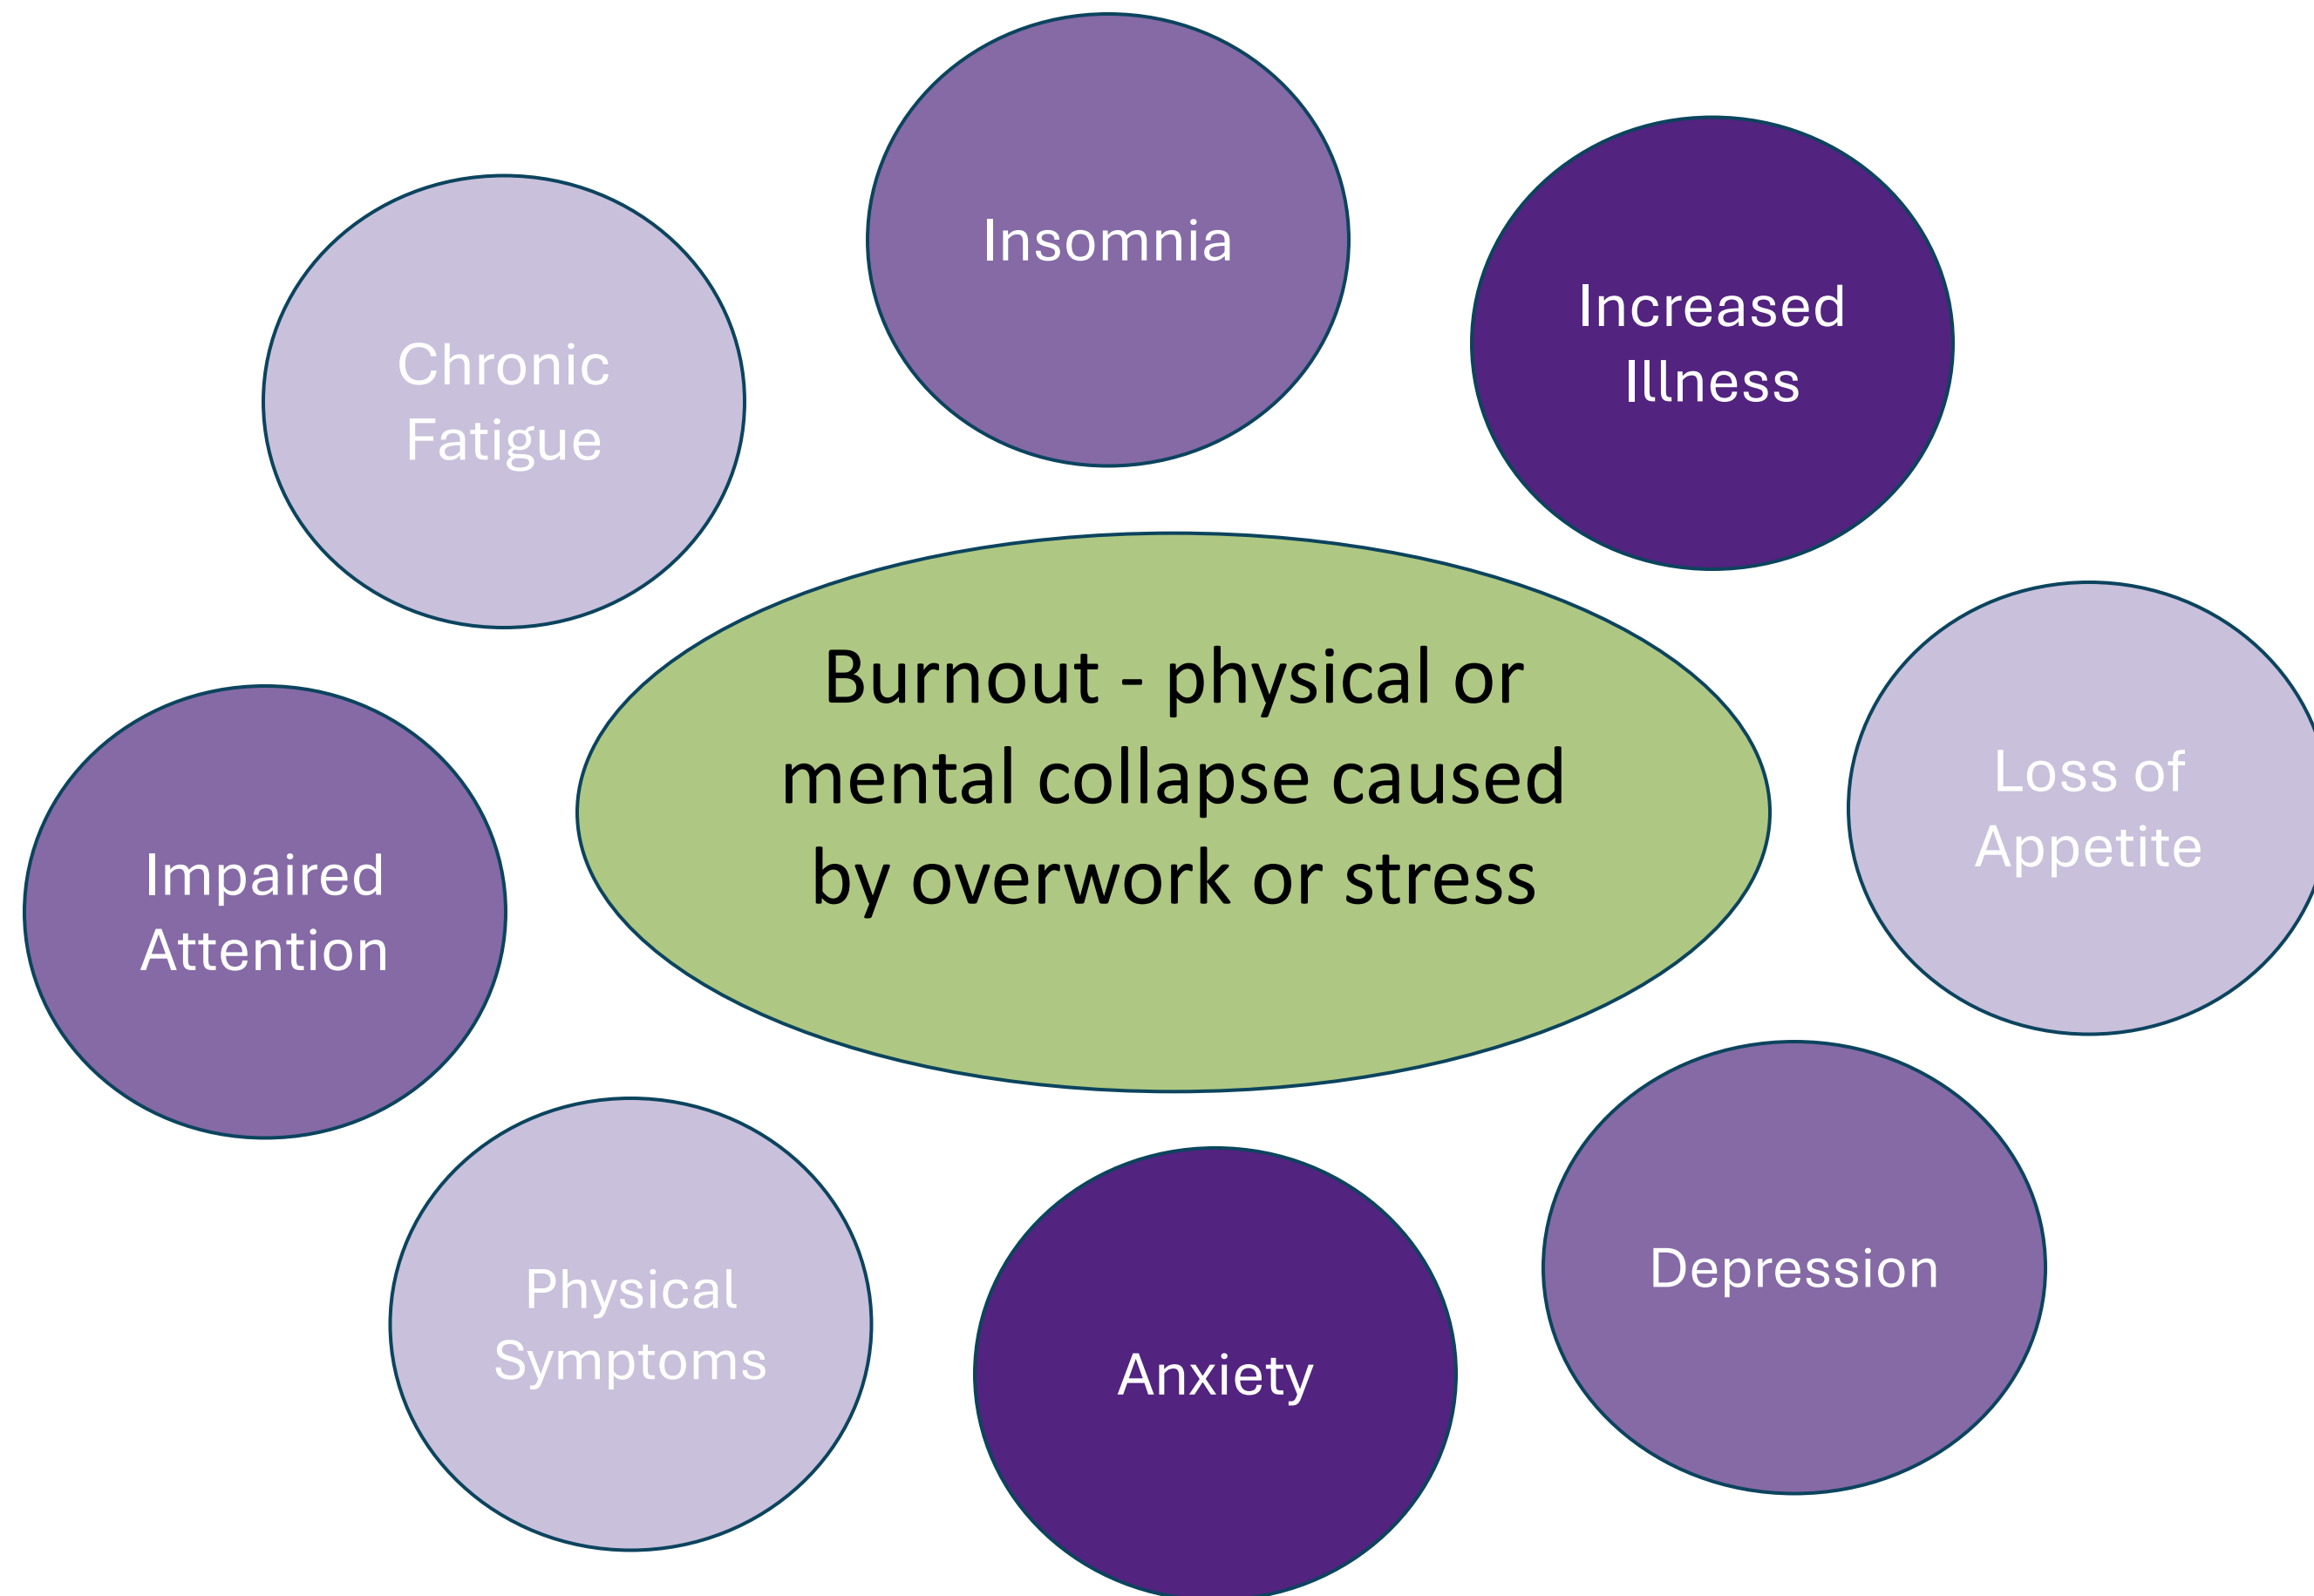 Insomnia
Increased
Illness
Chronic
Fatigue
Burnout - physical or
mental collapse caused
by overwork or stress
Loss of
Appetite
Impaired
Attention
Depression
Physical
Symptoms
Anxiety